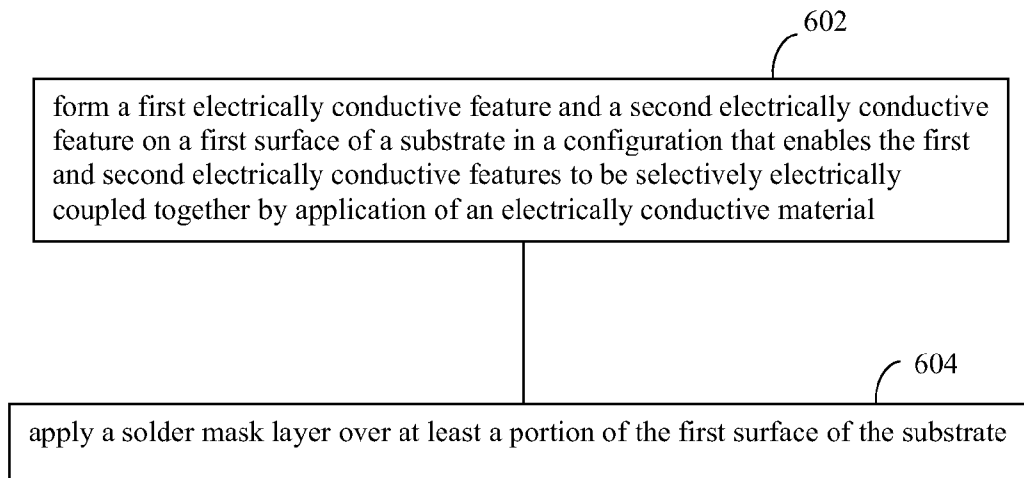 602
form a first electrically conductive feature and a second electrically conductive
feature on a first surface of a substrate in a configuration that enables the first
and second electrically conductive features to be selectively electrically
coupled together by application of an electrically conductive material
604
apply a solder mask layer over at least a portion of the first surface of the substrate